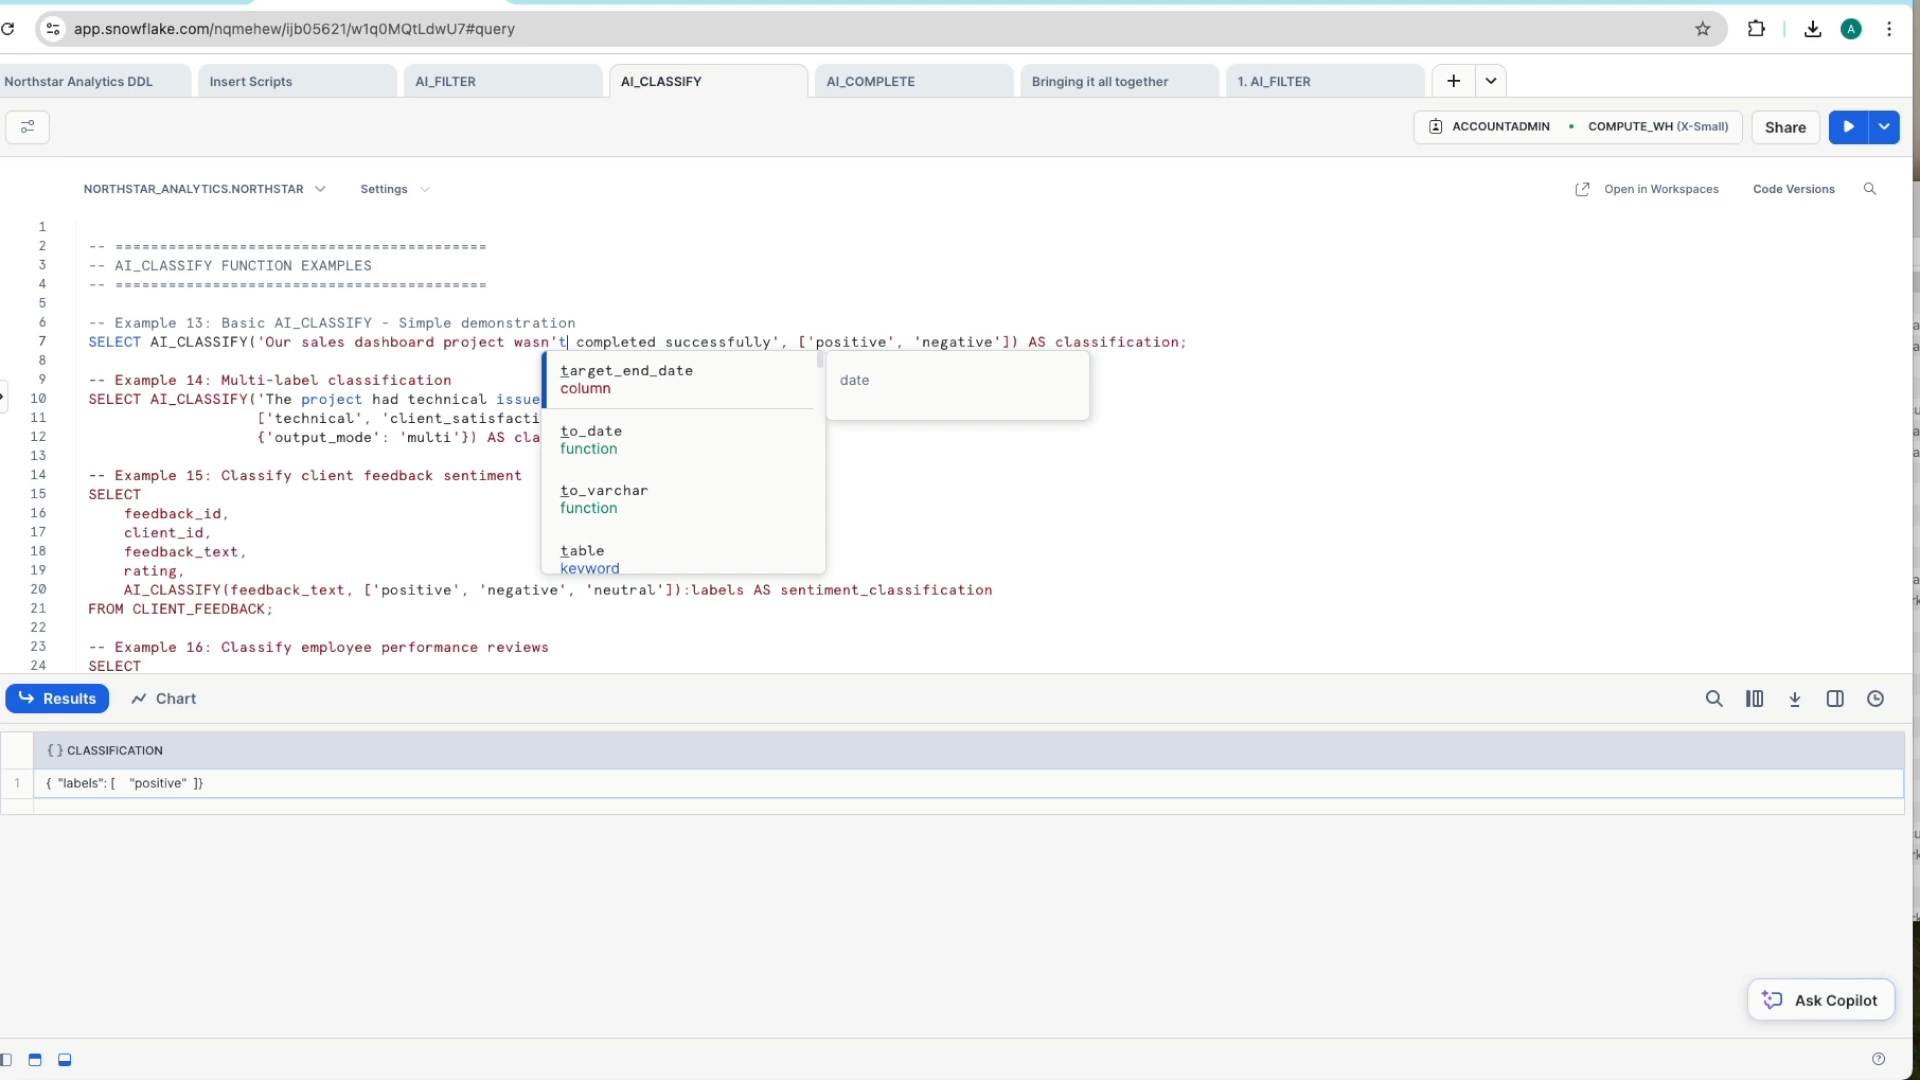 app.snowflake.com/nqmehew/ijb05621/w1q0MQtLdwU7#query
A
Northstar Analytics DDL
Insert Scripts
AI_FILTER
AI_CLASSIFY
AI_COMPLETE
Bringing it all together
1. AI_FILTER
ACCOUNTADMIN • COMPUTE_WH (X-Small)
Share
NORTHSTAR_ANALYTICS.NORTHSTAR
Settings
Open in Workspaces
Code Versions
1
2 -- ==========================================
3 -- AI_CLASSIFY FUNCTION EXAMPLES
4 -- ==========================================
5
6 -- Example 13: Basic AI_CLASSIFY - Simple demonstration
7 SELECT AI_CLASSIFY('Our sales dashboard project wasn't completed successfully', ['positive', 'negative']) AS classification;
8
9 -- Example 14: Multi-label classification
10 SELECT AI_CLASSIFY('The project had technical issue
11 ['technical', 'client_satisfacti
12 {'output_mode': 'multi'}) AS cla
13
14 -- Example 15: Classify client feedback sentiment
15 SELECT
16 feedback_id,
17 client_id,
18 feedback_text,
19 rating,
20 AI_CLASSIFY(feedback_text, ['positive', 'negative', 'neutral']):labels AS sentiment_classification
21 FROM CLIENT_FEEDBACK;
22
23 -- Example 16: Classify employee performance reviews
24 SELECT
target_end_date
column
date
to_date
function
to_varchar
function
table
keyword
Results
Chart
{ } CLASSIFICATION
1 { "labels": [ "positive" ]}
Ask Copilot